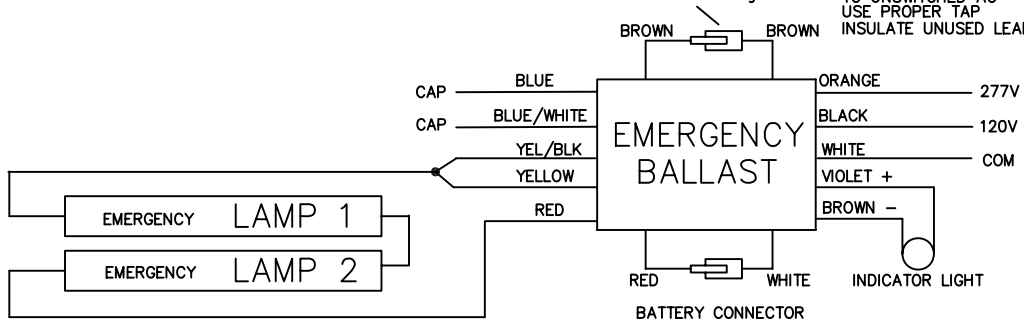 USE PROPER TAP
INSULATE UNUSED LEAD
BROWN
BROWN
CAP
BLUE
ORANGE
277V
CAP
BLUE/WHITE
BLACK
120V
EMERGENCY
BALLAST
YEL/BLK
WHITE
COM
YELLOW
VIOLET +
RED
BROWN -
EMERGENCY LAMP 1
EMERGENCY LAMP 2
RED
WHITE
INDICATOR LIGHT
BATTERY CONNECTOR